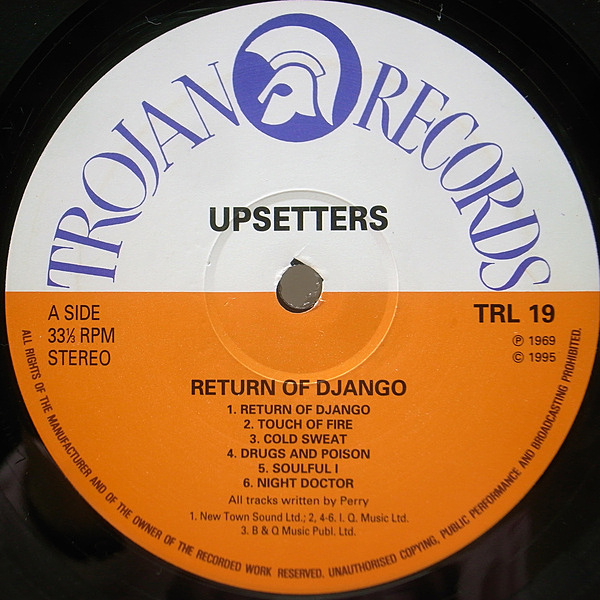 TROJAN RECORDS
UPSETTERS
A SIDE
33⅓ RPM
STEREO
TRL 19
℗ 1969
© 1995
RETURN OF DJANGO
1. RETURN OF DJANGO
2. TOUCH OF FIRE
3. COLD SWEAT
4. DRUGS AND POISON
5. SOULFUL I
6. NIGHT DOCTOR
All tracks written by Perry
1. New Town Sound Ltd.; 2, 4-6. I. Q. Music Ltd.
3. B & Q Music Publ. Ltd.
ALL RIGHTS OF THE MANUFACTURER AND OF THE OWNER OF THE RECORDED WORK RESERVED. UNAUTHORISED COPYING, PUBLIC PERFORMANCE AND BROADCASTING PROHIBITED.